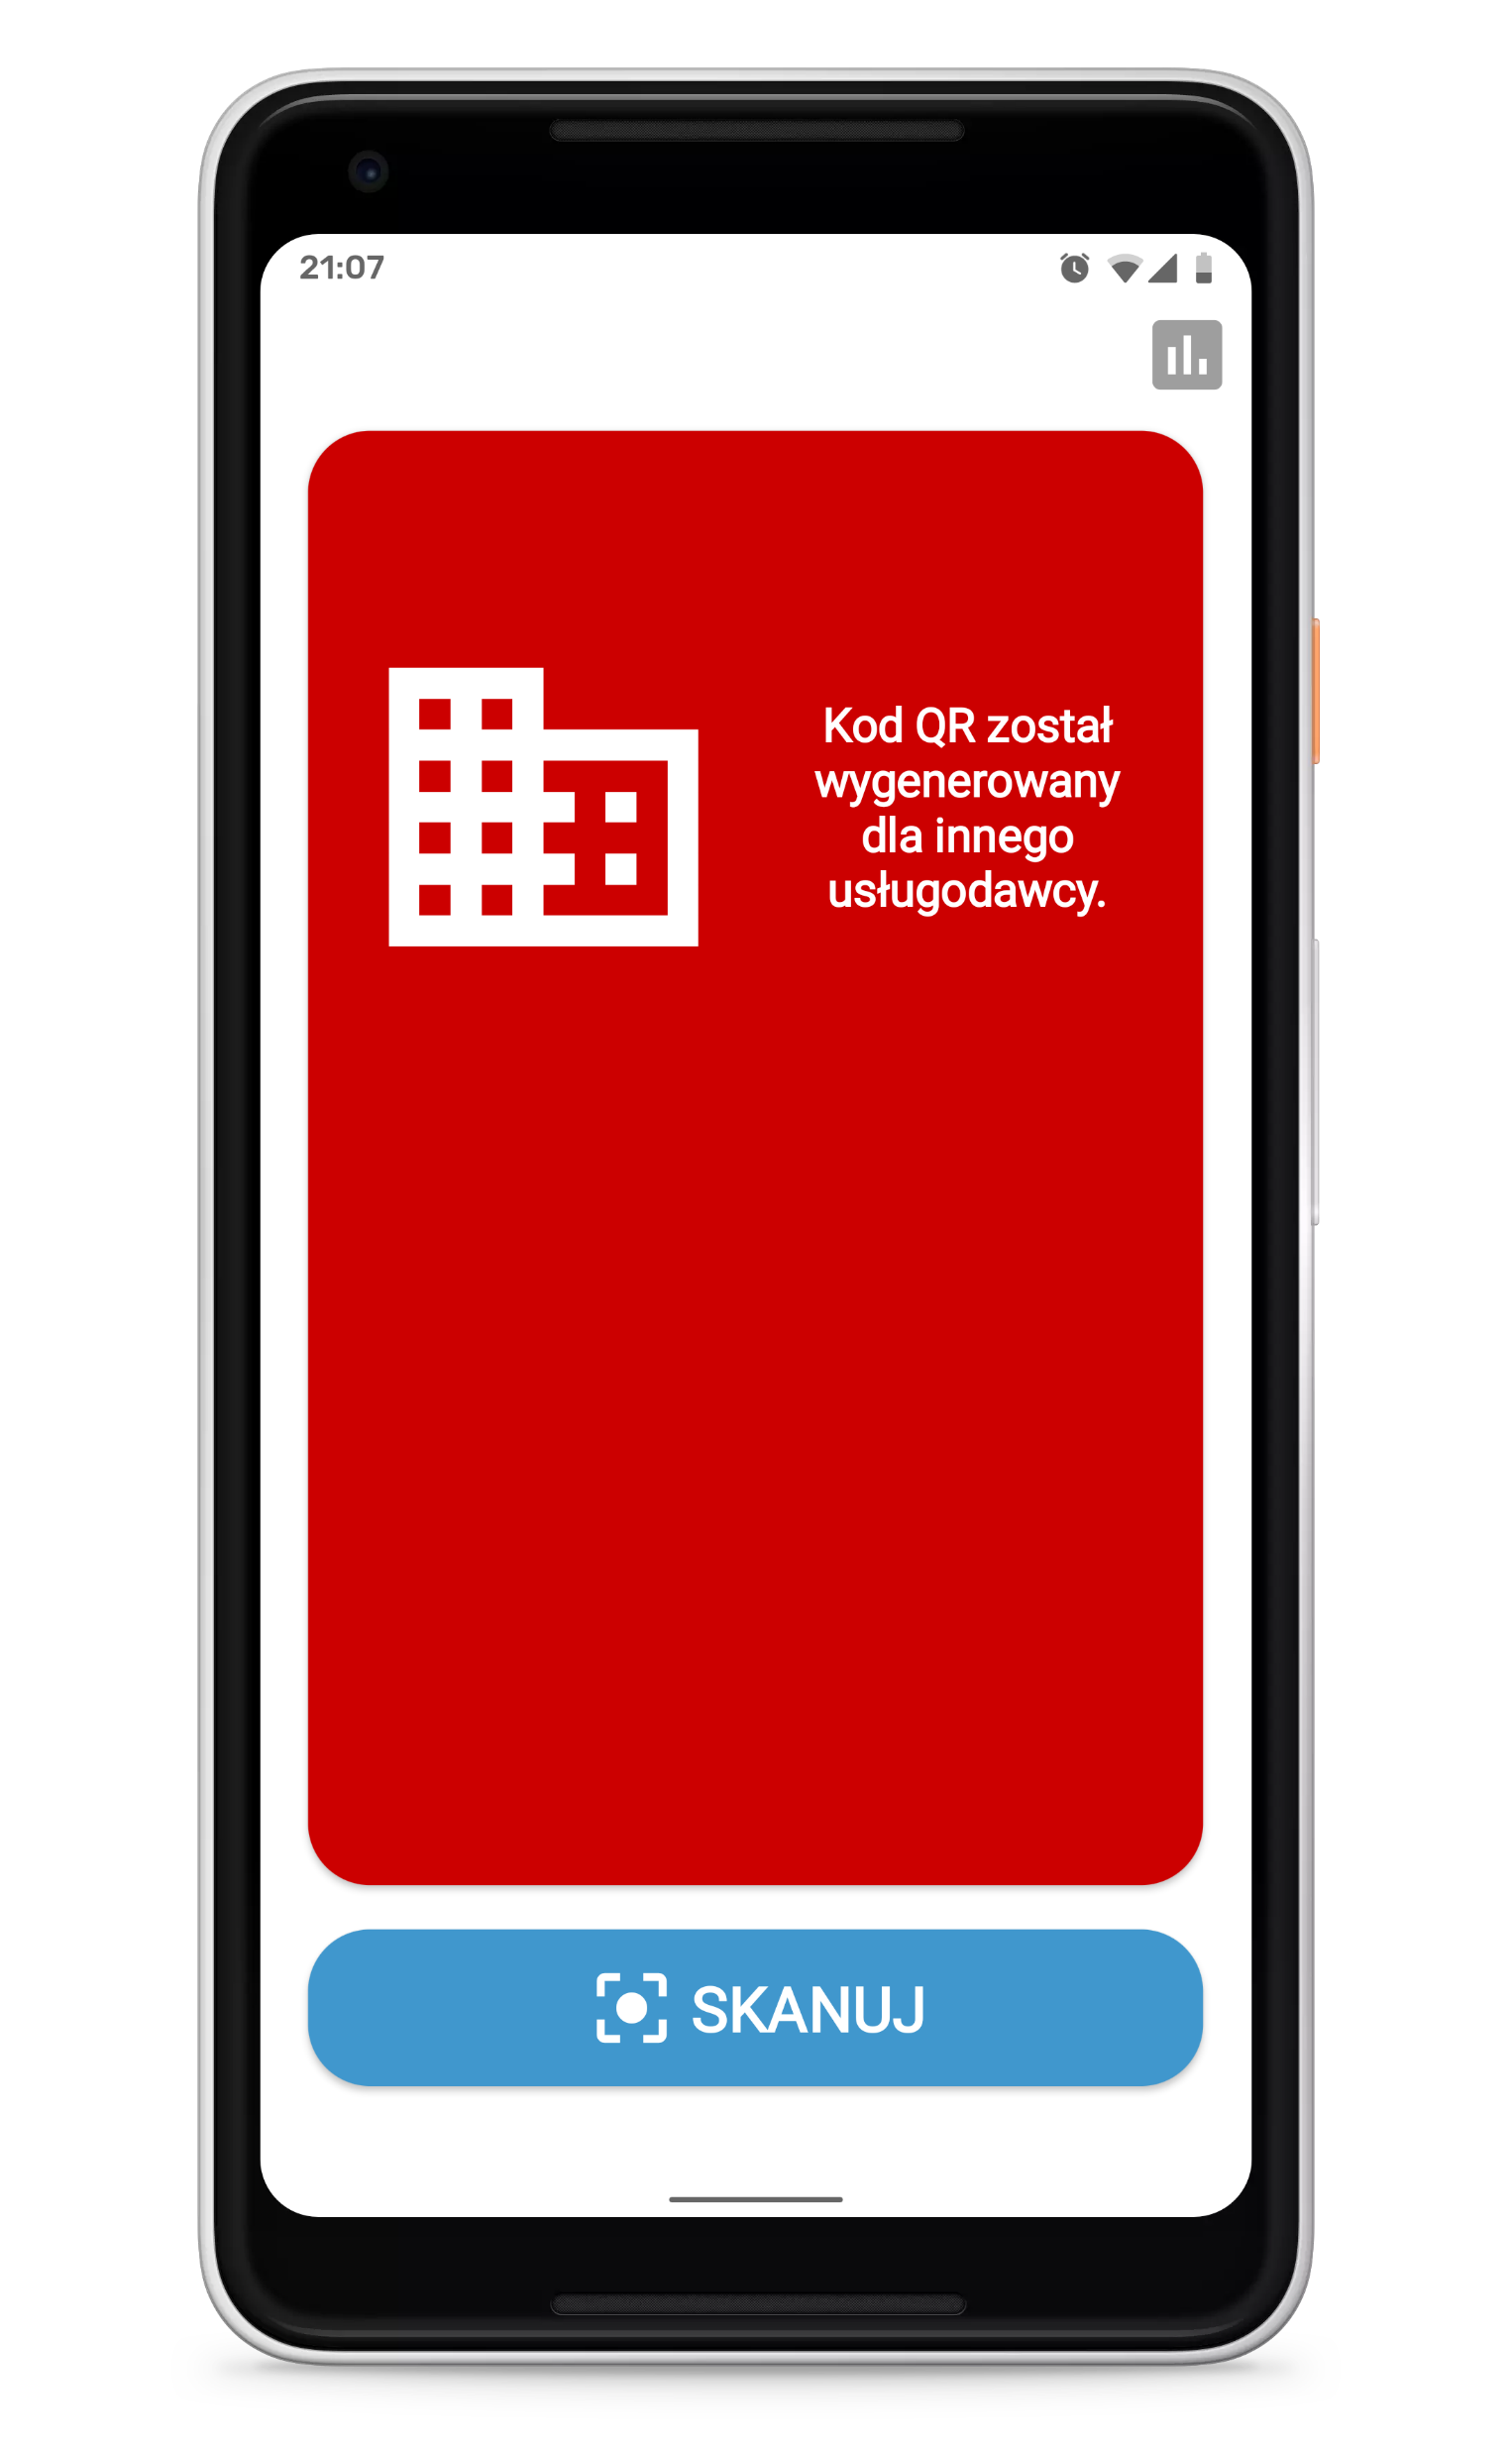 21:07
Kod QR został
wygenerowany
dla innego
usługodawcy.
SKANUJ